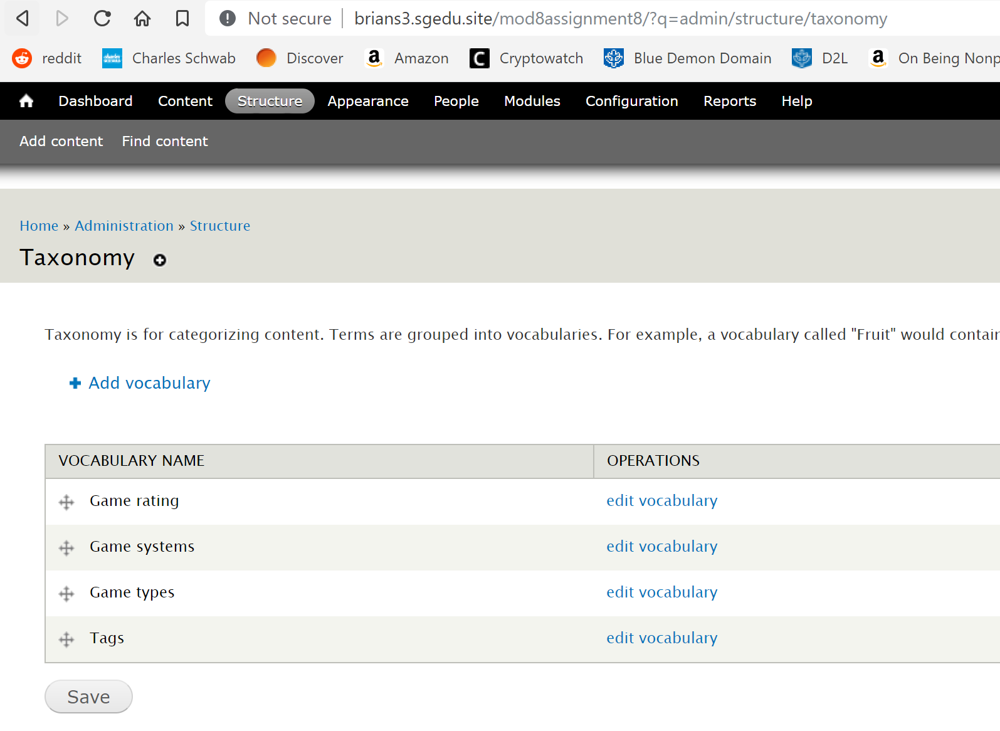 Not secure brians3.sgedu.site/mod8assignment8/?q=admin/structure/taxonomy
reddit Charles Schwab Discover Amazon Cryptowatch Blue Demon Domain D2L On Being Nonp
Dashboard Content Structure Appearance People Modules Configuration Reports Help
Add content Find content
Home » Administration » Structure
Taxonomy
Taxonomy is for categorizing content. Terms are grouped into vocabularies. For example, a vocabulary called "Fruit" would contain
Add vocabulary
VOCABULARY NAME OPERATIONS
Game rating edit vocabulary
Game systems edit vocabulary
Game types edit vocabulary
Tags edit vocabulary
Save